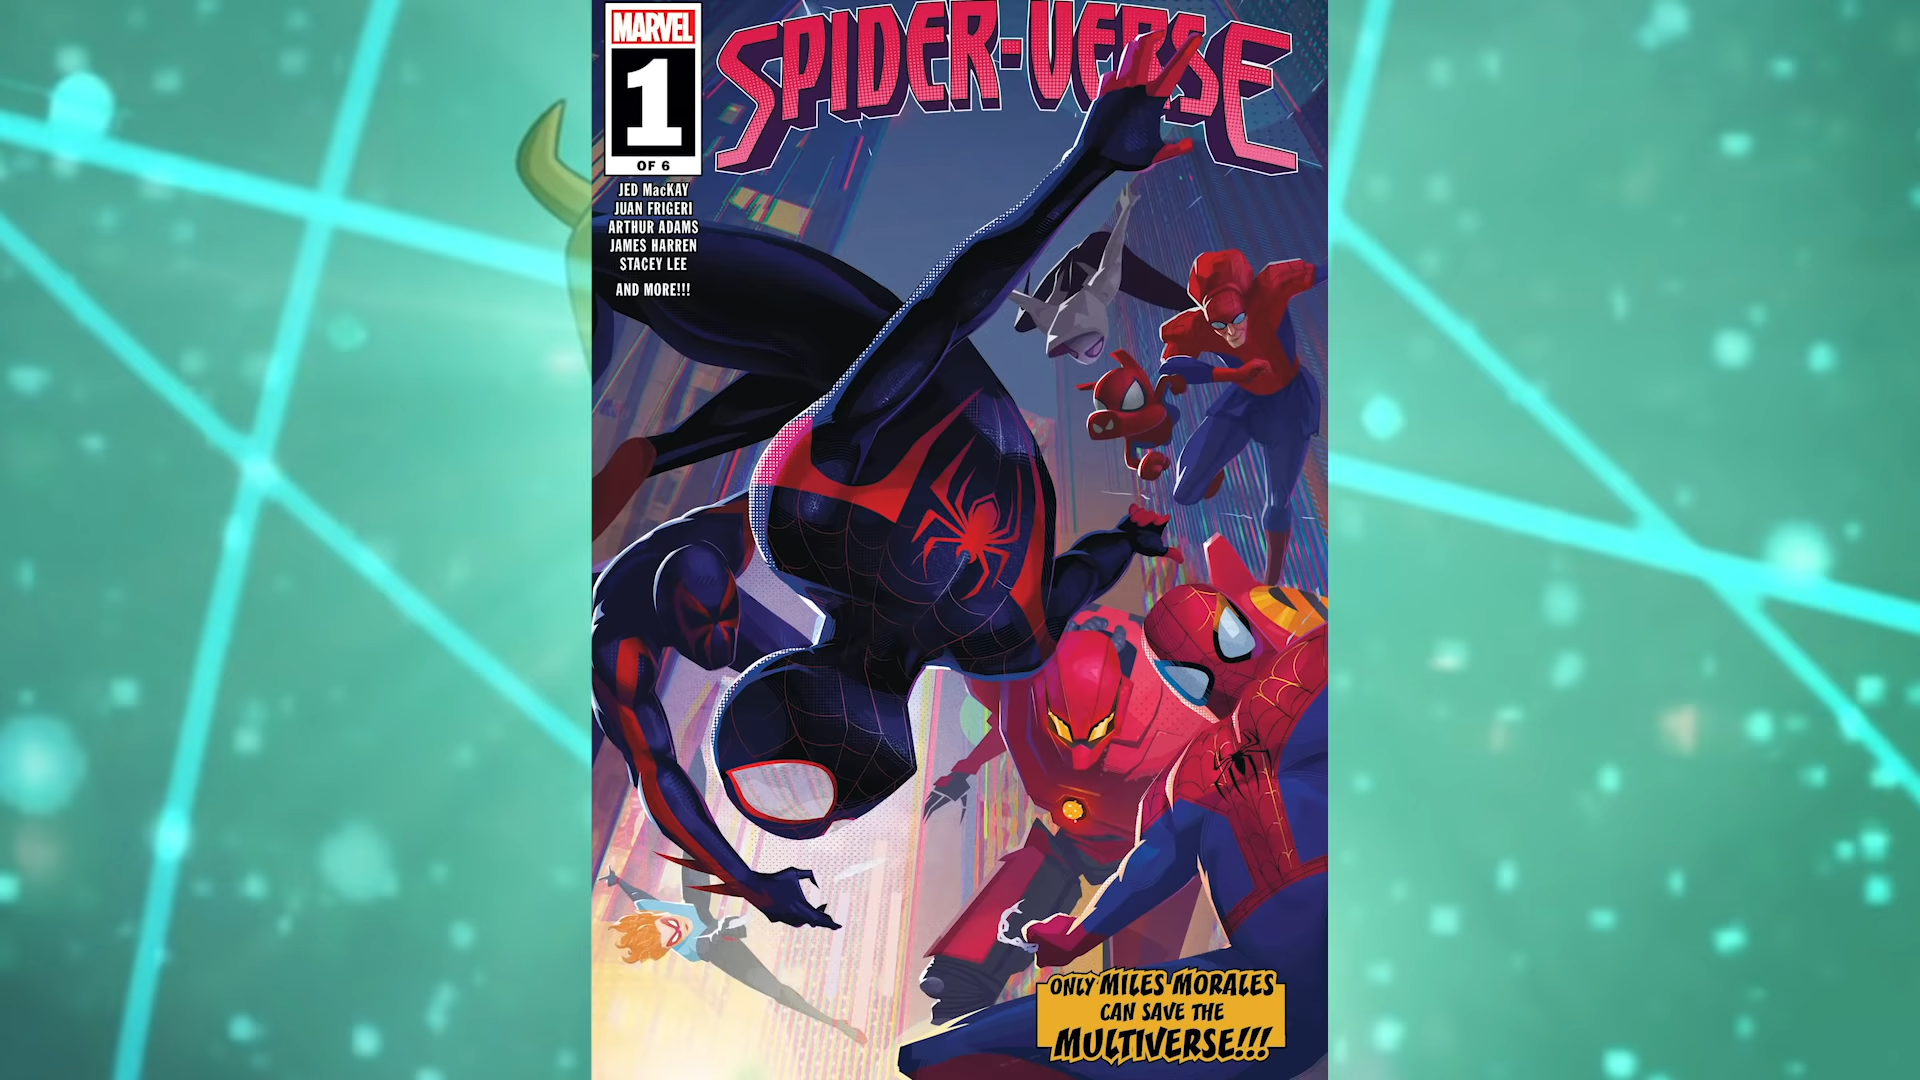 MARVEL
1
OF 6
SPIDER-VERSE
JED MacKAY
JUAN FRIGERI
ARTHUR ADAMS
JAMES HARREN
STACEY LEE
AND MORE!!!
ONLY MILES MORALES
CAN SAVE THE
MULTIVERSE!!!